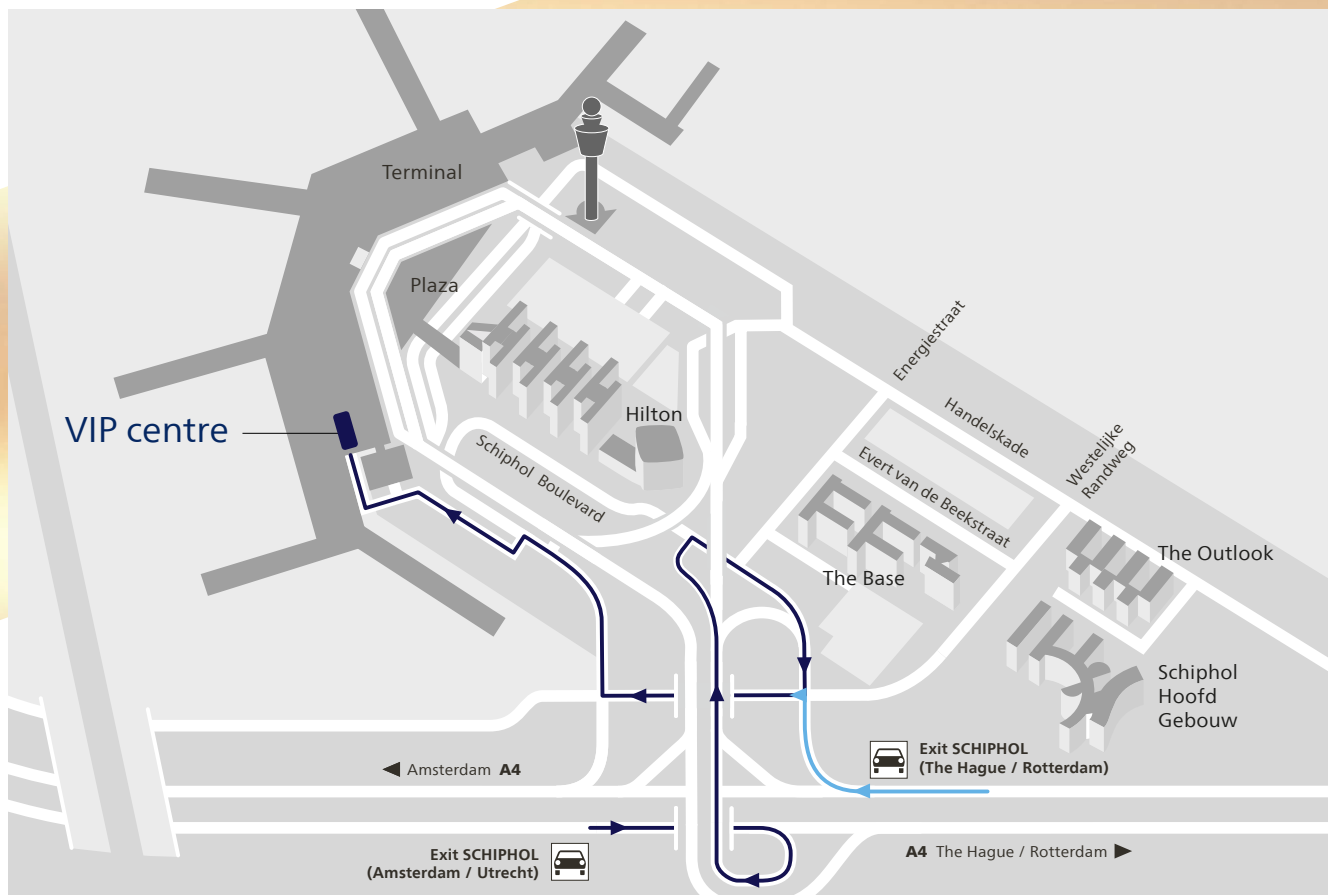 Terminal
Plaza
Energiestraat
Handelskade
VIP centre
Hilton
Westelijke
Randweg
Schiphol Boulevard
Evert van de Beekstraat
The Outlook
The Base
Schiphol
Hoofd
Gebouw
Exit SCHIPHOL
(The Hague / Rotterdam)
Amsterdam A4
Exit SCHIPHOL
(Amsterdam / Utrecht)
A4 The Hague / Rotterdam